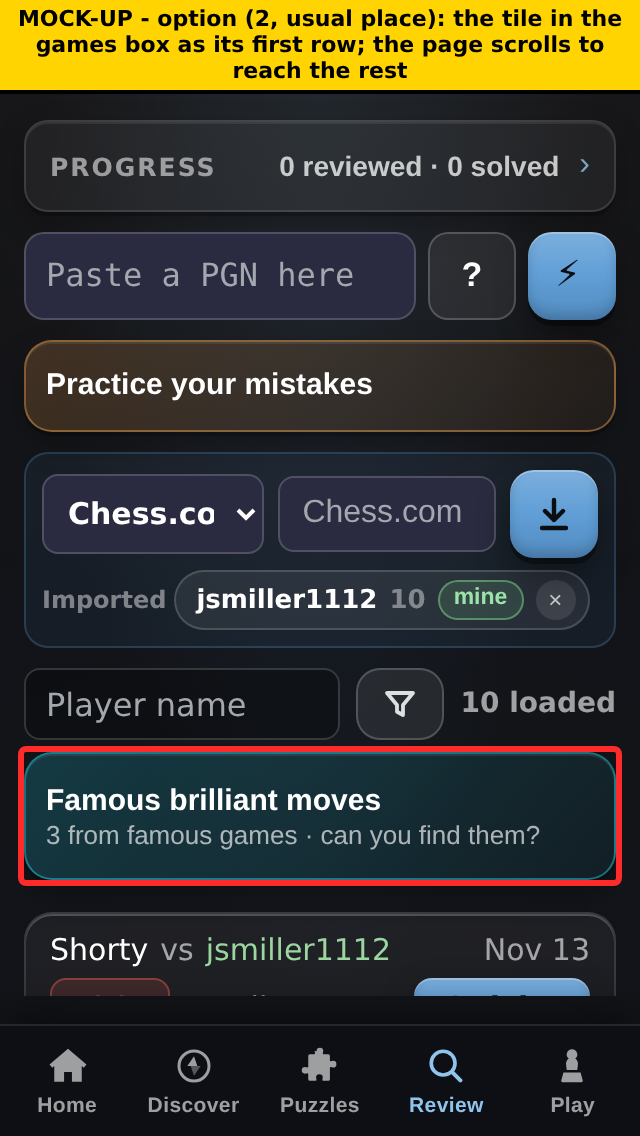 MOCK-UP - option (2, usual place): the tile in the
games box as its first row; the page scrolls to
reach the rest
PROGRESS 0 reviewed · 0 solved ›
Paste a PGN here ? ⚡
Practice your mistakes
Chess.co Chess.com
Imported jsmiller1112 10 mine ×
Player name 10 loaded
Famous brilliant moves
3 from famous games · can you find them?
Shorty vs jsmiller1112 Nov 13
Home Discover Puzzles Review Play